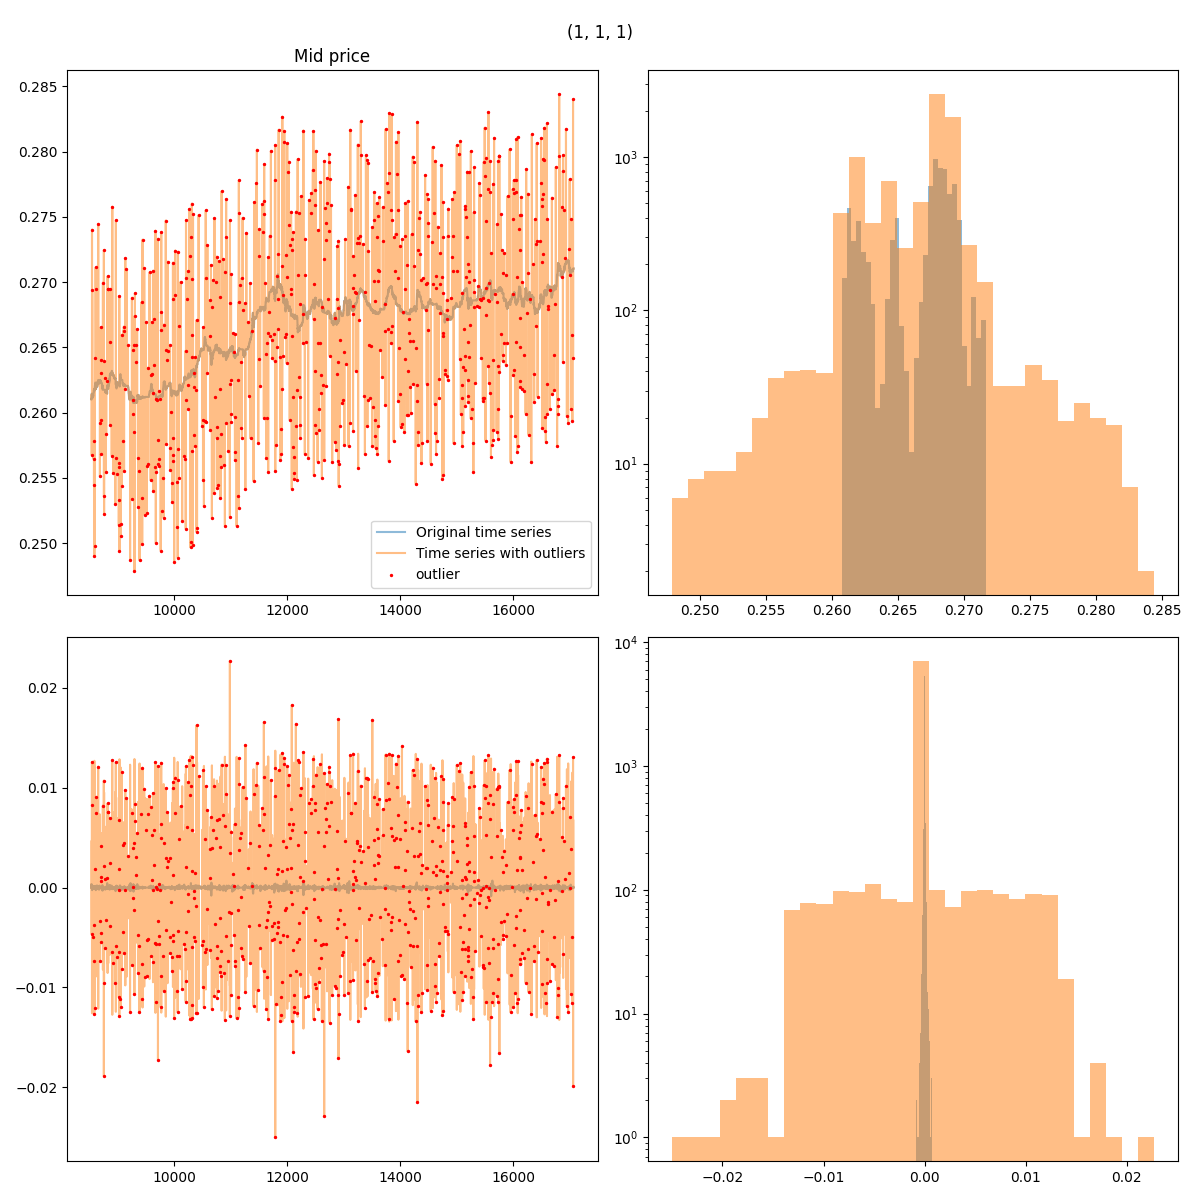 (1, 1, 1)
Mid price
0.285
0.280
0.275
0.270
0.265
0.260
0.255
0.250
Original time series
Time series with outliers
outlier
10000 12000 14000 16000
10³
10²
10¹
0.250 0.255 0.260 0.265 0.270 0.275 0.280 0.285
0.02
0.01
0.00
−0.01
−0.02
10000 12000 14000 16000
10⁴
10³
10²
10¹
10⁰
−0.02 −0.01 0.00 0.01 0.02